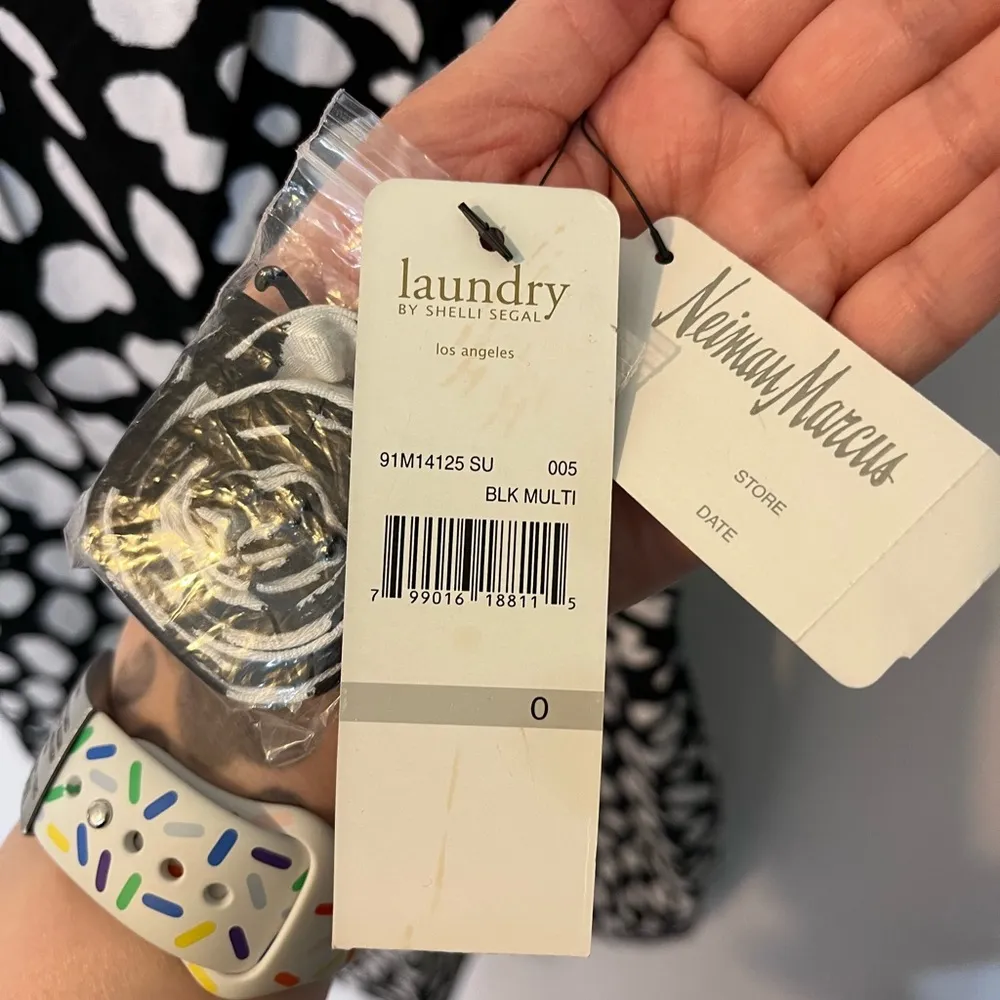 laundry
BY SHELLI SEGAL
los angeles
91M14125 SU 005
BLK MULTI
7 99016 18811 5
0
Neiman Marcus
STORE
DATE